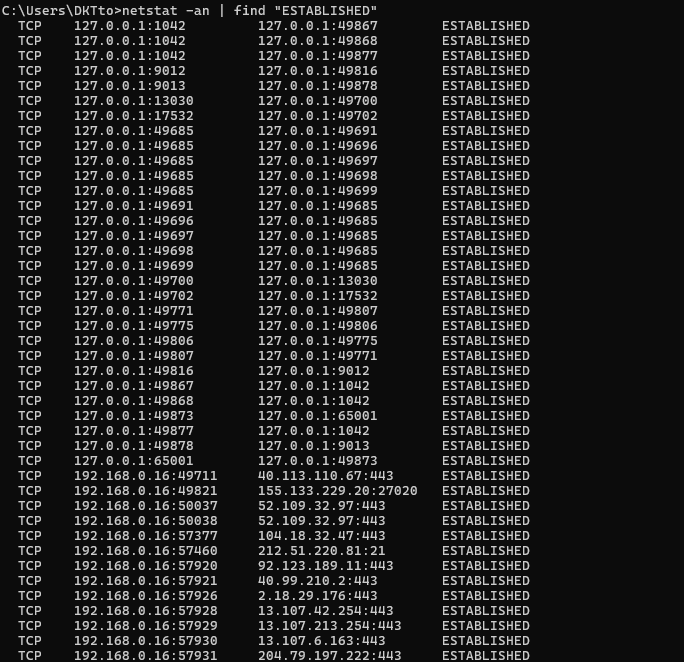 C:\Users\DKTto>netstat -an | find "ESTABLISHED"
  TCP    127.0.0.1:1042         127.0.0.1:49867        ESTABLISHED
  TCP    127.0.0.1:1042         127.0.0.1:49868        ESTABLISHED
  TCP    127.0.0.1:1042         127.0.0.1:49877        ESTABLISHED
  TCP    127.0.0.1:9012         127.0.0.1:49816        ESTABLISHED
  TCP    127.0.0.1:9013         127.0.0.1:49878        ESTABLISHED
  TCP    127.0.0.1:13030        127.0.0.1:49700        ESTABLISHED
  TCP    127.0.0.1:17532        127.0.0.1:49702        ESTABLISHED
  TCP    127.0.0.1:49685        127.0.0.1:49691        ESTABLISHED
  TCP    127.0.0.1:49685        127.0.0.1:49696        ESTABLISHED
  TCP    127.0.0.1:49685        127.0.0.1:49697        ESTABLISHED
  TCP    127.0.0.1:49685        127.0.0.1:49698        ESTABLISHED
  TCP    127.0.0.1:49685        127.0.0.1:49699        ESTABLISHED
  TCP    127.0.0.1:49691        127.0.0.1:49685        ESTABLISHED
  TCP    127.0.0.1:49696        127.0.0.1:49685        ESTABLISHED
  TCP    127.0.0.1:49697        127.0.0.1:49685        ESTABLISHED
  TCP    127.0.0.1:49698        127.0.0.1:49685        ESTABLISHED
  TCP    127.0.0.1:49699        127.0.0.1:49685        ESTABLISHED
  TCP    127.0.0.1:49700        127.0.0.1:13030        ESTABLISHED
  TCP    127.0.0.1:49702        127.0.0.1:17532        ESTABLISHED
  TCP    127.0.0.1:49771        127.0.0.1:49807        ESTABLISHED
  TCP    127.0.0.1:49775        127.0.0.1:49806        ESTABLISHED
  TCP    127.0.0.1:49806        127.0.0.1:49775        ESTABLISHED
  TCP    127.0.0.1:49807        127.0.0.1:49771        ESTABLISHED
  TCP    127.0.0.1:49816        127.0.0.1:9012         ESTABLISHED
  TCP    127.0.0.1:49867        127.0.0.1:1042         ESTABLISHED
  TCP    127.0.0.1:49868        127.0.0.1:1042         ESTABLISHED
  TCP    127.0.0.1:49873        127.0.0.1:65001        ESTABLISHED
  TCP    127.0.0.1:49877        127.0.0.1:1042         ESTABLISHED
  TCP    127.0.0.1:49878        127.0.0.1:9013         ESTABLISHED
  TCP    127.0.0.1:65001        127.0.0.1:49873        ESTABLISHED
  TCP    192.168.0.16:49711     40.113.110.67:443      ESTABLISHED
  TCP    192.168.0.16:49821     155.133.229.20:27020   ESTABLISHED
  TCP    192.168.0.16:50037     52.109.32.97:443       ESTABLISHED
  TCP    192.168.0.16:50038     52.109.32.97:443       ESTABLISHED
  TCP    192.168.0.16:57377     104.18.32.47:443       ESTABLISHED
  TCP    192.168.0.16:57460     212.51.220.81:21       ESTABLISHED
  TCP    192.168.0.16:57920     92.123.189.11:443      ESTABLISHED
  TCP    192.168.0.16:57921     40.99.210.2:443        ESTABLISHED
  TCP    192.168.0.16:57926     2.18.29.176:443        ESTABLISHED
  TCP    192.168.0.16:57928     13.107.42.254:443      ESTABLISHED
  TCP    192.168.0.16:57929     13.107.213.254:443     ESTABLISHED
  TCP    192.168.0.16:57930     13.107.6.163:443       ESTABLISHED
  TCP    192.168.0.16:57931     204.79.197.222:443     ESTABLISHED